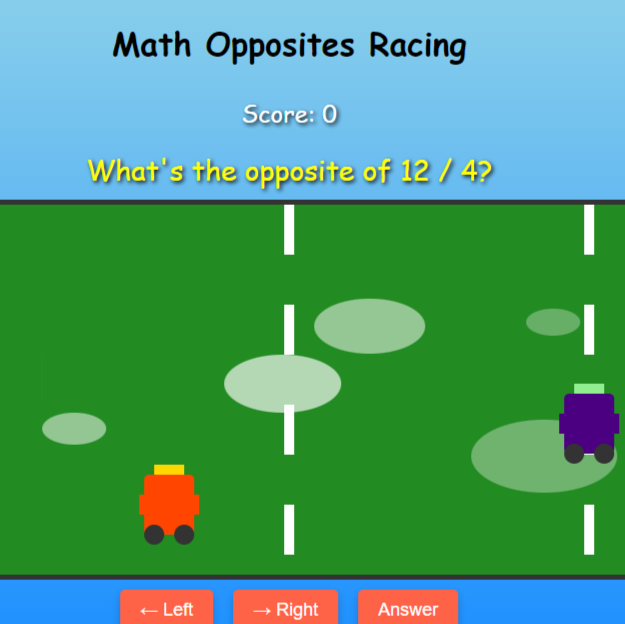 Math Opposites Racing
Score: 0
What's the opposite of 12 / 4?
← Left → Right Answer